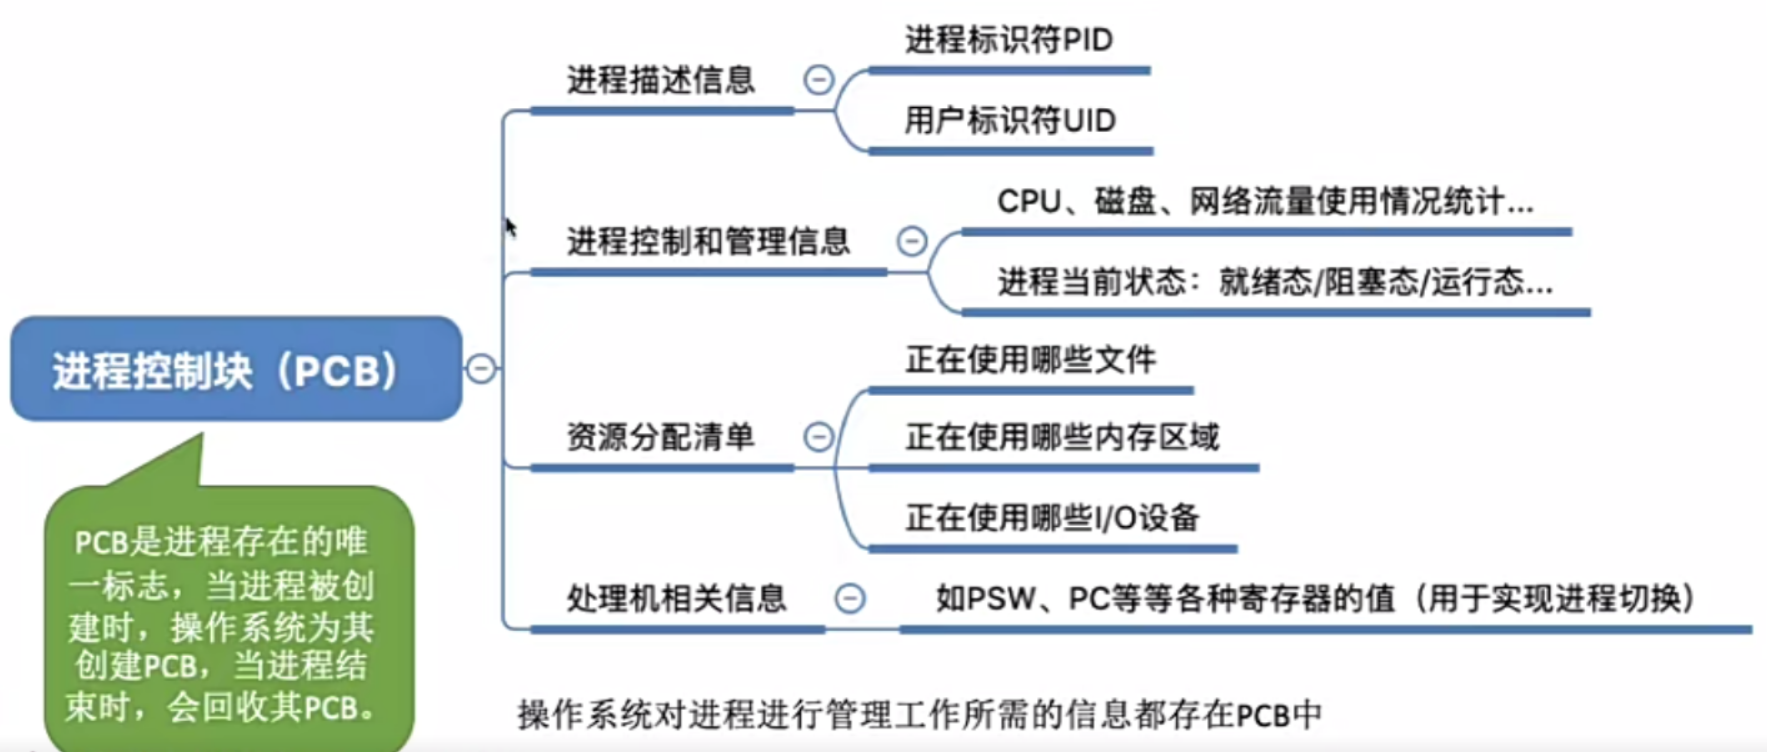 进程标识符PID
进程描述信息
用户标识符UID
CPU、磁盘、网络流量使用情况统计...
进程控制和管理信息
进程当前状态：就绪态/阻塞态/运行态...
进程控制块（PCB）
正在使用哪些文件
资源分配清单
正在使用哪些内存区域
正在使用哪些I/O设备
处理机相关信息
如PSW、PC等等各种寄存器的值（用于实现进程切换）
PCB是进程存在的唯
一标志，当进程被创
建时，操作系统为其
创建PCB，当进程结
束时，会回收其PCB。
操作系统对进程进行管理工作所需的信息都存在PCB中